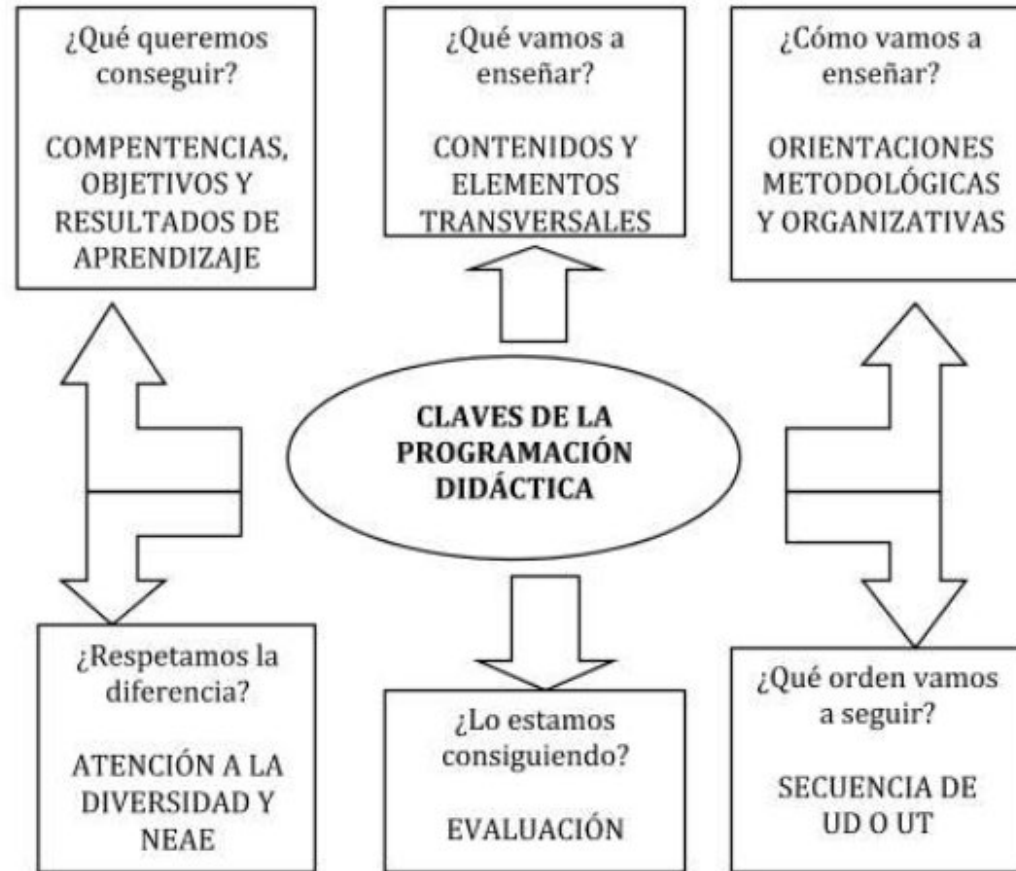 ¿Qué queremos
conseguir?
COMPENTENCIAS,
OBJETIVOS Y
RESULTADOS DE
APRENDIZAJE
¿Qué vamos a
enseñar?
CONTENIDOS Y
ELEMENTOS
TRANSVERSALES
¿Cómo vamos a
enseñar?
ORIENTACIONES
METODOLÓGICAS
Y ORGANIZATIVAS
CLAVES DE LA
PROGRAMACIÓN
DIDÁCTICA
¿Respetamos la
diferencia?
ATENCIÓN A LA
DIVERSIDAD Y
NEAE
¿Lo estamos
consiguiendo?
EVALUACIÓN
¿Qué orden vamos
a seguir?
SECUENCIA DE
UD O UT